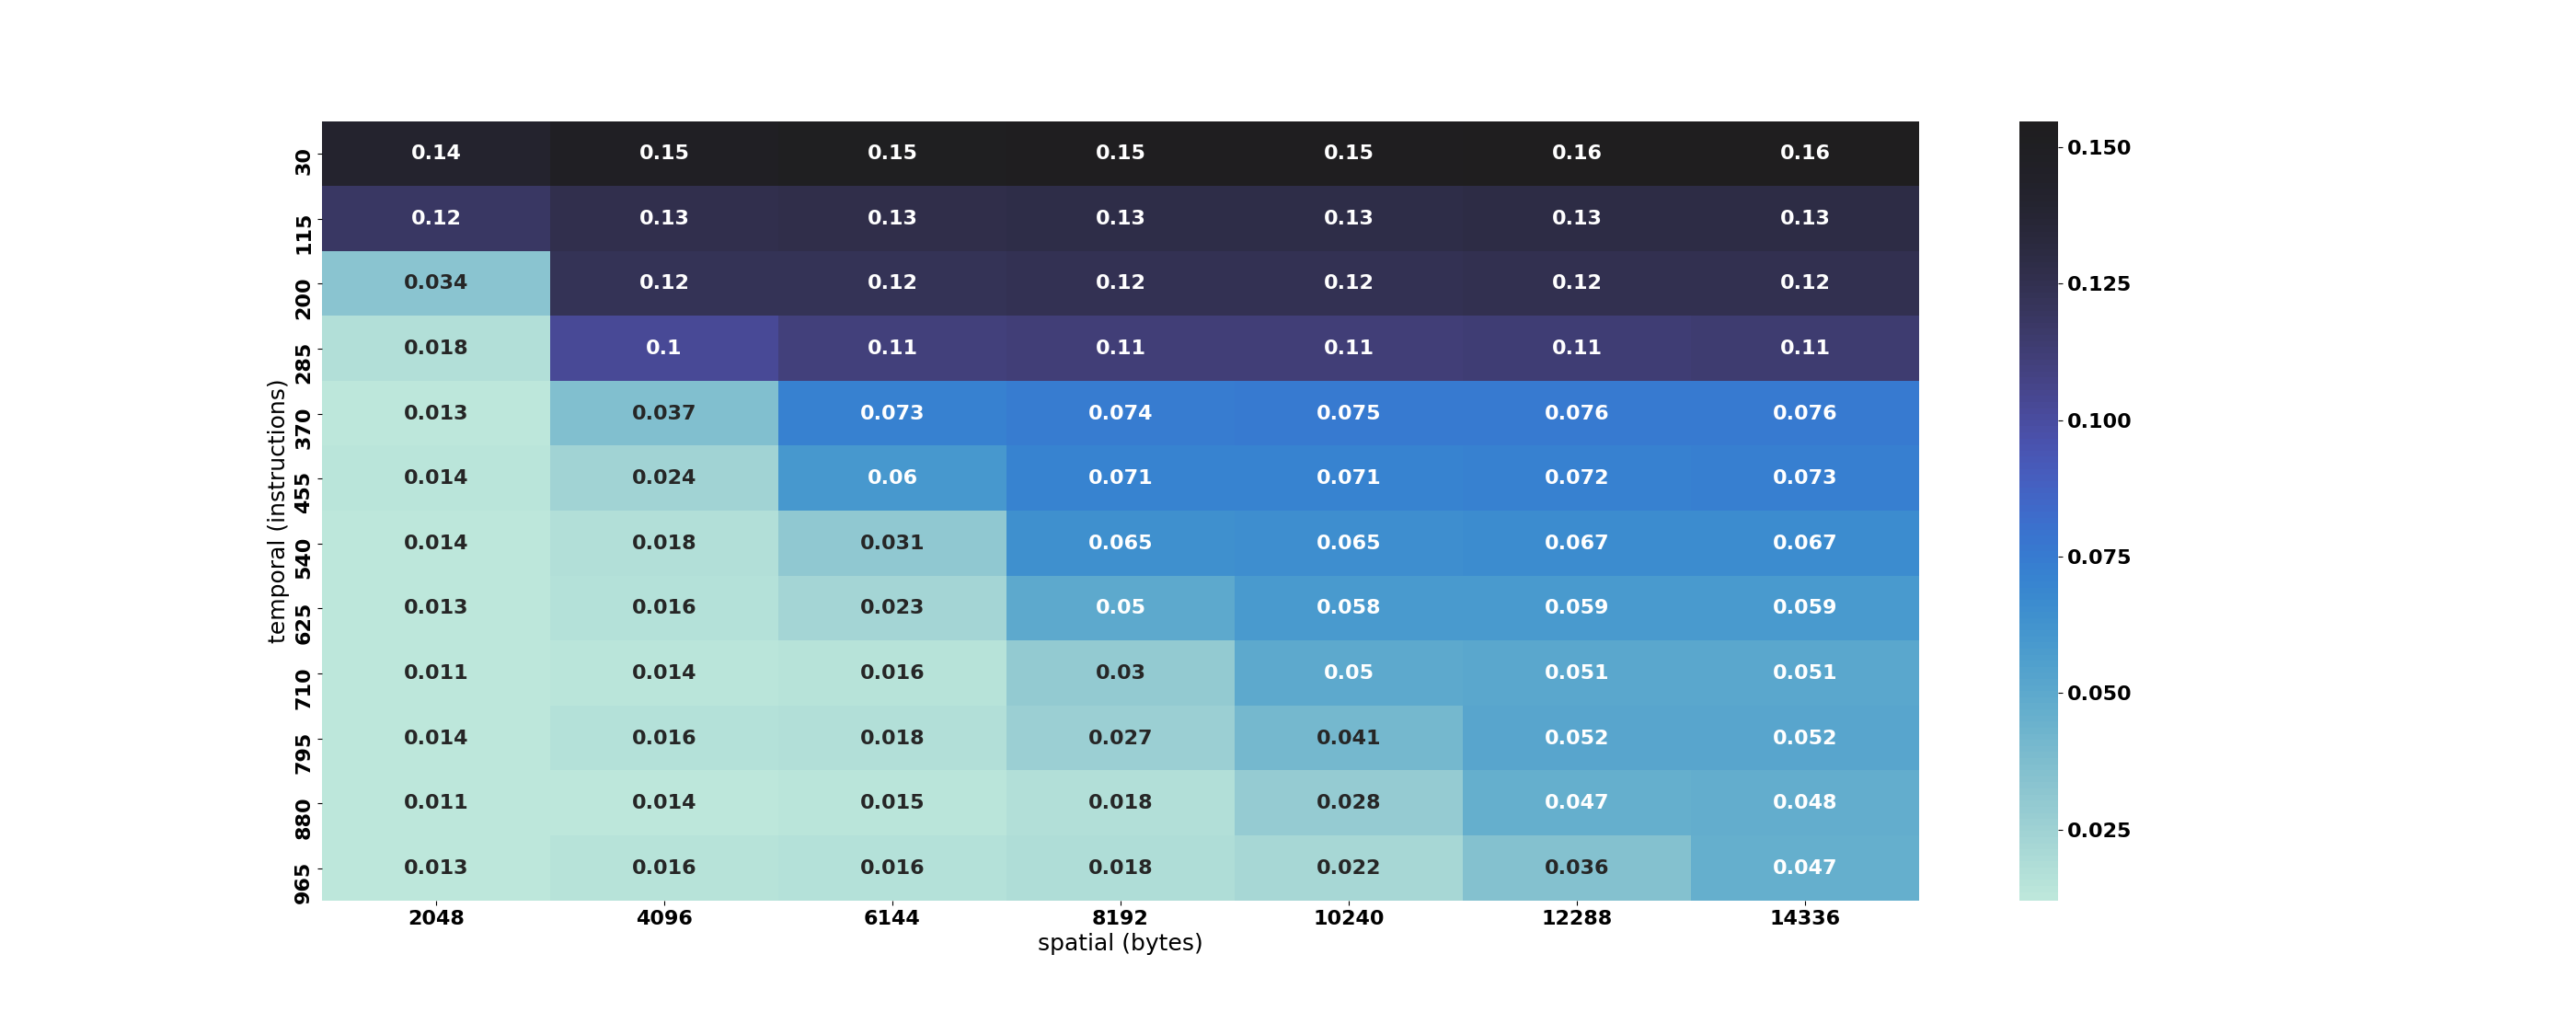 30 0.14 0.15 0.15 0.15 0.15 0.16 0.16
115 0.12 0.13 0.13 0.13 0.13 0.13 0.13
200 0.034 0.12 0.12 0.12 0.12 0.12 0.12
285 0.018 0.1 0.11 0.11 0.11 0.11 0.11
370 0.013 0.037 0.073 0.074 0.075 0.076 0.076
455 0.014 0.024 0.06 0.071 0.071 0.072 0.073
540 0.014 0.018 0.031 0.065 0.065 0.067 0.067
625 0.013 0.016 0.023 0.05 0.058 0.059 0.059
710 0.011 0.014 0.016 0.03 0.05 0.051 0.051
795 0.014 0.016 0.018 0.027 0.041 0.052 0.052
880 0.011 0.014 0.015 0.018 0.028 0.047 0.048
965 0.013 0.016 0.016 0.018 0.022 0.036 0.047
2048 4096 6144 8192 10240 12288 14336
spatial (bytes)
temporal (instructions)
0.150
0.125
0.100
0.075
0.050
0.025